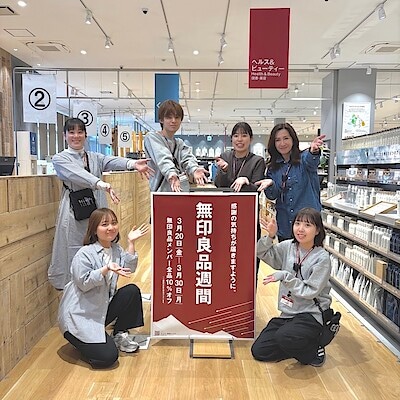 ヘルス&
ビューティー
Health & Beauty
②
③
④
⑤
感謝の気持ちが届きますように。
無印良品週間
3月20日(金)―3月30日(月)
無印良品メンバー全品10%オフ